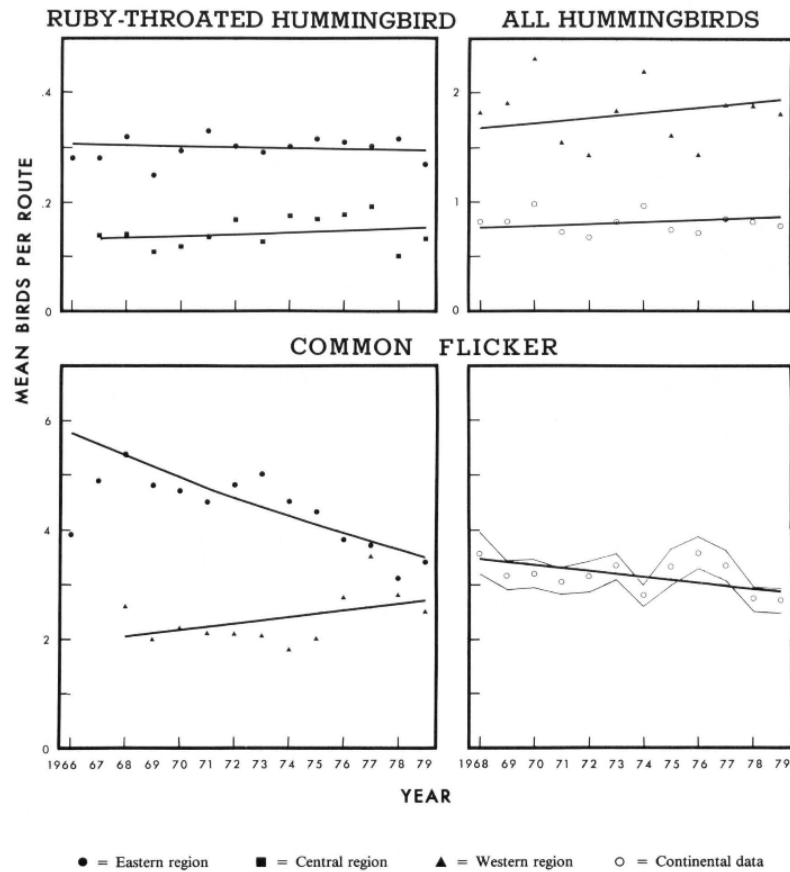 RUBY-THROATED HUMMINGBIRD
ALL HUMMINGBIRDS
MEAN BIRDS PER ROUTE
.4
.2
0
2
1
0
COMMON FLICKER
6
4
2
0
1966 67 68 69 70 71 72 73 74 75 76 77 78 79
1968 69 70 71 72 73 74 75 76 77 78 79
YEAR
● = Eastern region ■ = Central region ▲ = Western region ○ = Continental data